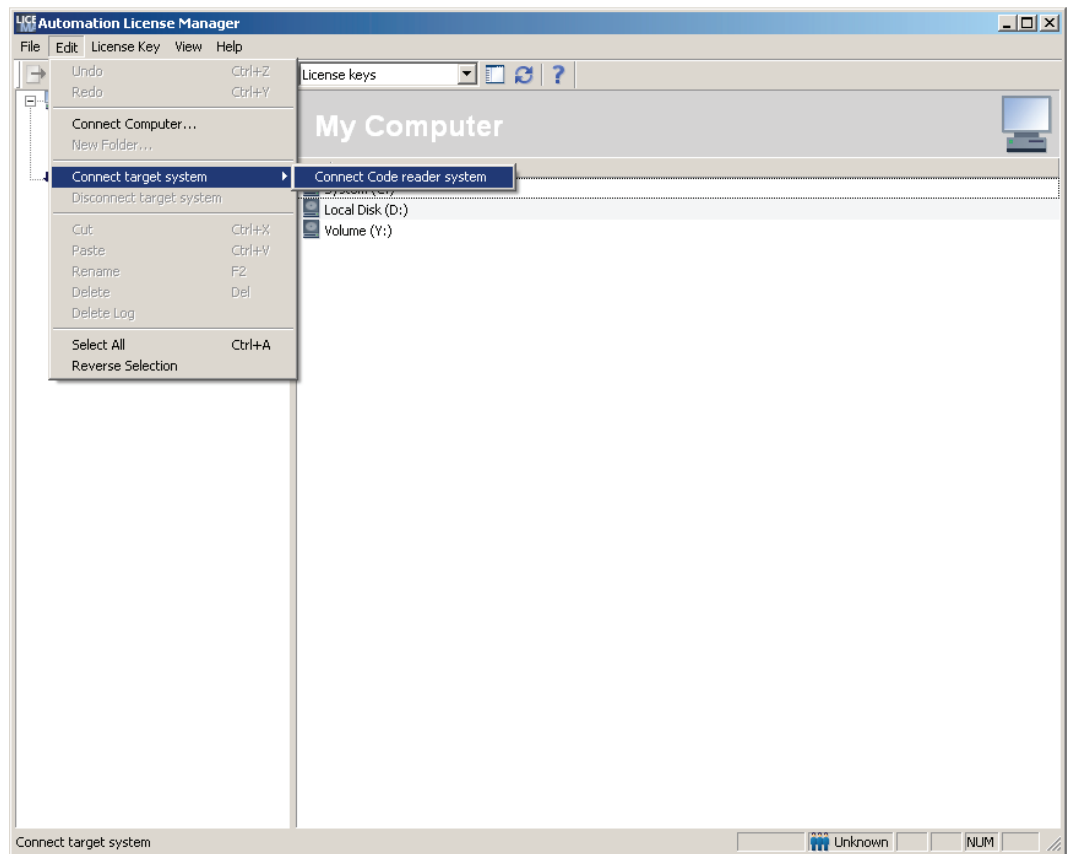 LICE Automation License Manager
File Edit License Key View Help
License keys ?
My Computer
Undo Ctrl+Z
Redo Ctrl+Y
Connect Computer...
New Folder...
Connect target system
Connect Code reader system
Disconnect target system
System (C:)
Local Disk (D:)
Volume (Y:)
Cut Ctrl+X
Paste Ctrl+V
Rename F2
Delete Del
Delete Log
Select All Ctrl+A
Reverse Selection
Connect target system Unknown NUM